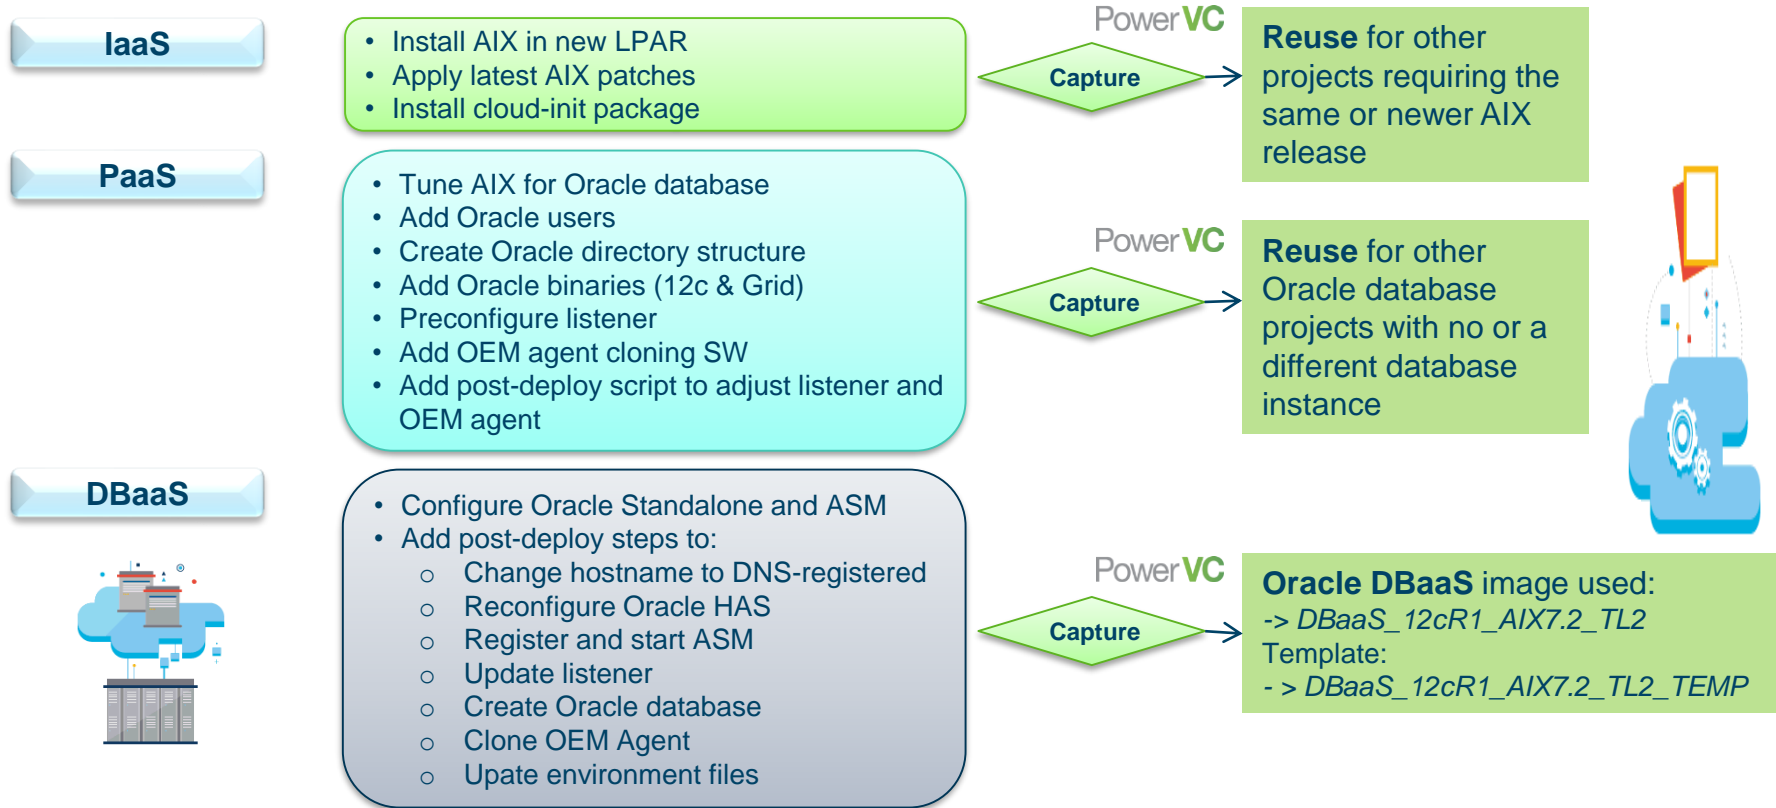 IaaS
• Install AIX in new LPAR
• Apply latest AIX patches
• Install cloud-init package
PowerVC
Capture
Reuse for other
projects requiring the
same or newer AIX
release
PaaS
• Tune AIX for Oracle database
• Add Oracle users
• Create Oracle directory structure
• Add Oracle binaries (12c & Grid)
• Preconfigure listener
• Add OEM agent cloning SW
• Add post-deploy script to adjust listener and
OEM agent
PowerVC
Capture
Reuse for other
Oracle database
projects with no or a
different database
instance
DBaaS
• Configure Oracle Standalone and ASM
• Add post-deploy steps to:
o Change hostname to DNS-registered
o Reconfigure Oracle HAS
o Register and start ASM
o Update listener
o Create Oracle database
o Clone OEM Agent
o Upate environment files
PowerVC
Capture
Oracle DBaaS image used:
-> DBaaS_12cR1_AIX7.2_TL2
Template:
- > DBaaS_12cR1_AIX7.2_TL2_TEMP